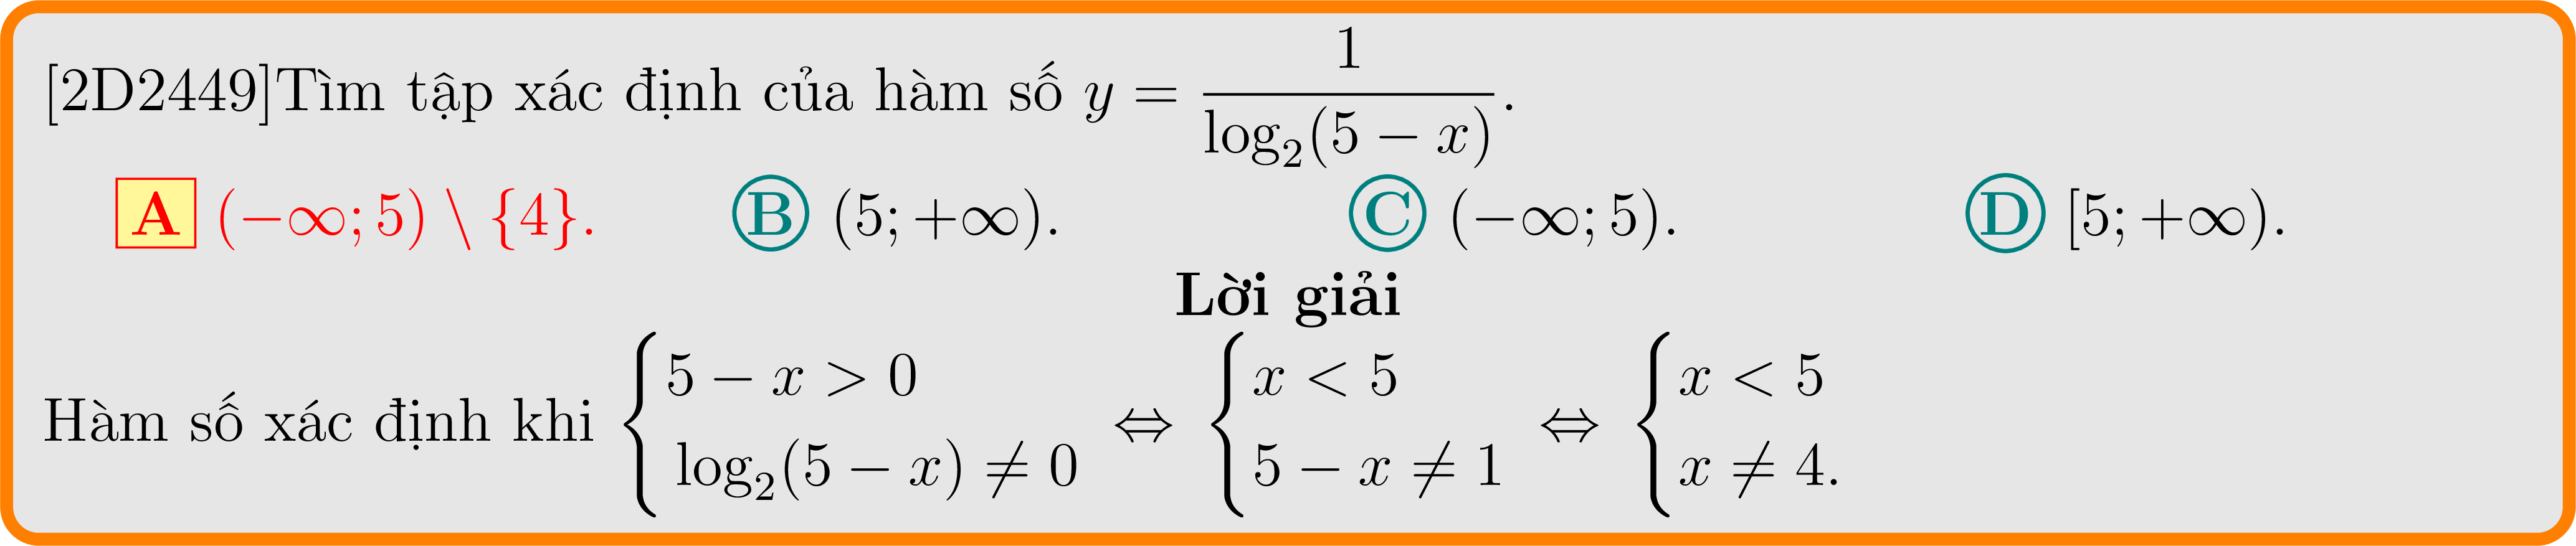 [2D2449]Tìm tập xác định của hàm số $y = \dfrac{1}{\log_2(5 - x)}$.
A $(-\infty; 5) \setminus \{4\}$. B $(5; +\infty)$. C $(-\infty; 5)$. D $[5; +\infty)$.
Lời giải
Hàm số xác định khi $\begin{cases} 5 - x > 0 \\ \log_2(5 - x) \neq 0 \end{cases} \Leftrightarrow \begin{cases} x < 5 \\ 5 - x \neq 1 \end{cases} \Leftrightarrow \begin{cases} x < 5 \\ x \neq 4. \end{cases}$